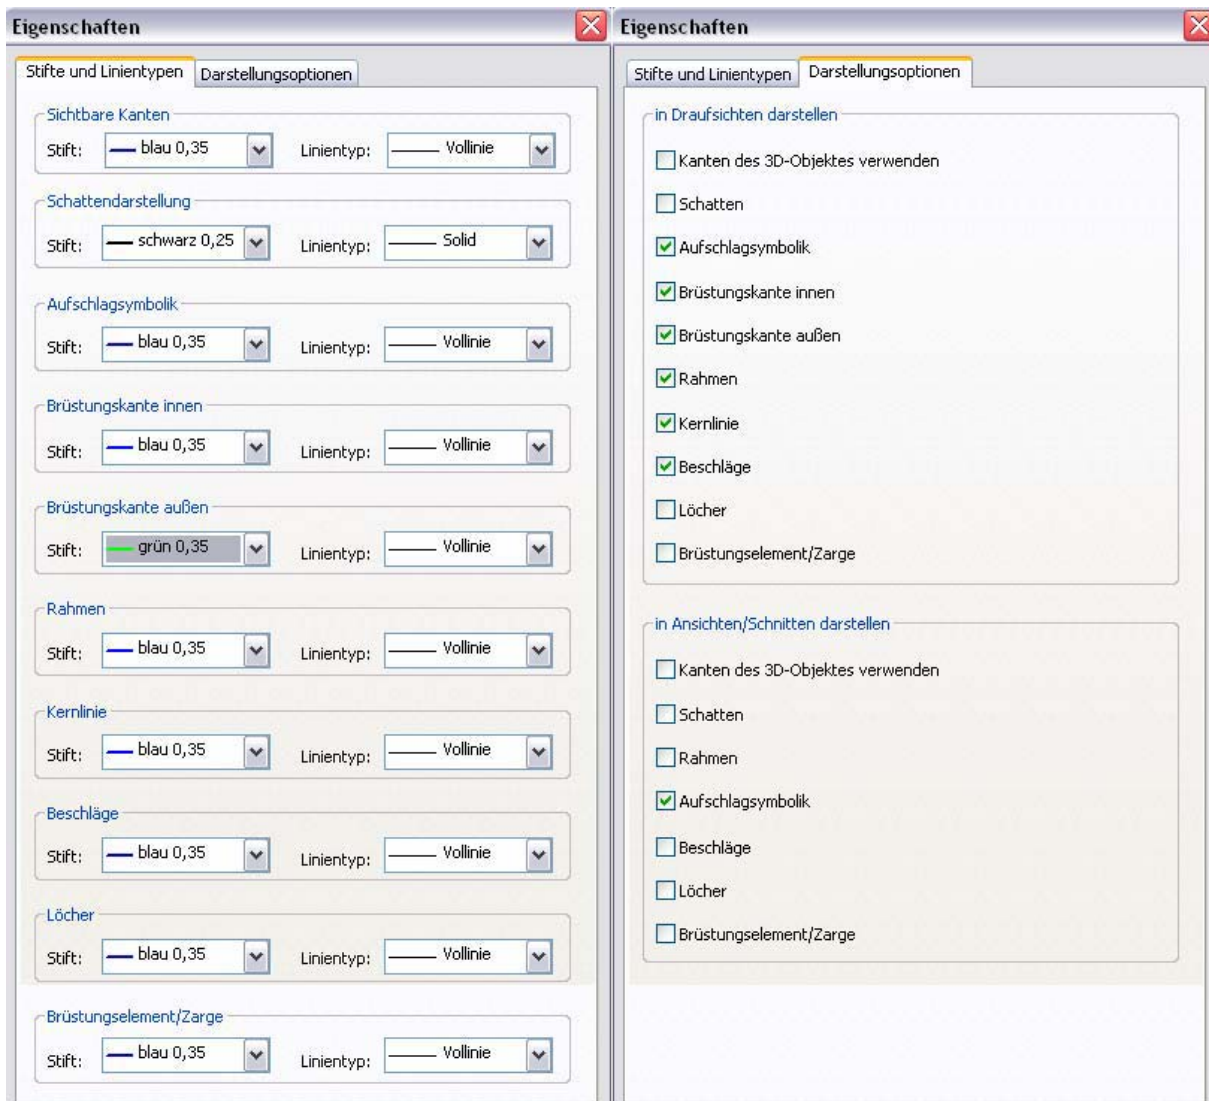 Eigenschaften
Stifte und Linientypen Darstellungsoptionen
Sichtbare Kanten
Stift: blau 0,35 Linientyp: Vollinie
Schattendarstellung
Stift: schwarz 0,25 Linientyp: Solid
Aufschlagsymbolik
Stift: blau 0,35 Linientyp: Vollinie
Brüstungskante innen
Stift: blau 0,35 Linientyp: Vollinie
Brüstungskante außen
Stift: grün 0,35 Linientyp: Vollinie
Rahmen
Stift: blau 0,35 Linientyp: Vollinie
Kernlinie
Stift: blau 0,35 Linientyp: Vollinie
Beschläge
Stift: blau 0,35 Linientyp: Vollinie
Löcher
Stift: blau 0,35 Linientyp: Vollinie
Brüstungselement/Zarge
Stift: blau 0,35 Linientyp: Vollinie
Eigenschaften
Stifte und Linientypen Darstellungsoptionen
in Draufsichten darstellen
Kanten des 3D-Objektes verwenden
Schatten
Aufschlagsymbolik
Brüstungskante innen
Brüstungskante außen
Rahmen
Kernlinie
Beschläge
Löcher
Brüstungselement/Zarge
in Ansichten/Schnitten darstellen
Kanten des 3D-Objektes verwenden
Schatten
Rahmen
Aufschlagsymbolik
Beschläge
Löcher
Brüstungselement/Zarge